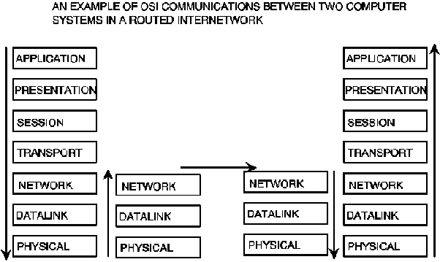 AN EXAMPLE OF OSI COMMUNICATIONS BETWEEN TWO COMPUTER
SYSTEMS IN A ROUTED INTERNETWORK
APPLICATION
PRESENTATION
SESSION
TRANSPORT
NETWORK
DATALINK
PHYSICAL
NETWORK
DATALINK
PHYSICAL
NETWORK
DATALINK
PHYSICAL
APPLICATION
PRESENTATION
SESSION
TRANSPORT
NETWORK
DATALINK
PHYSICAL